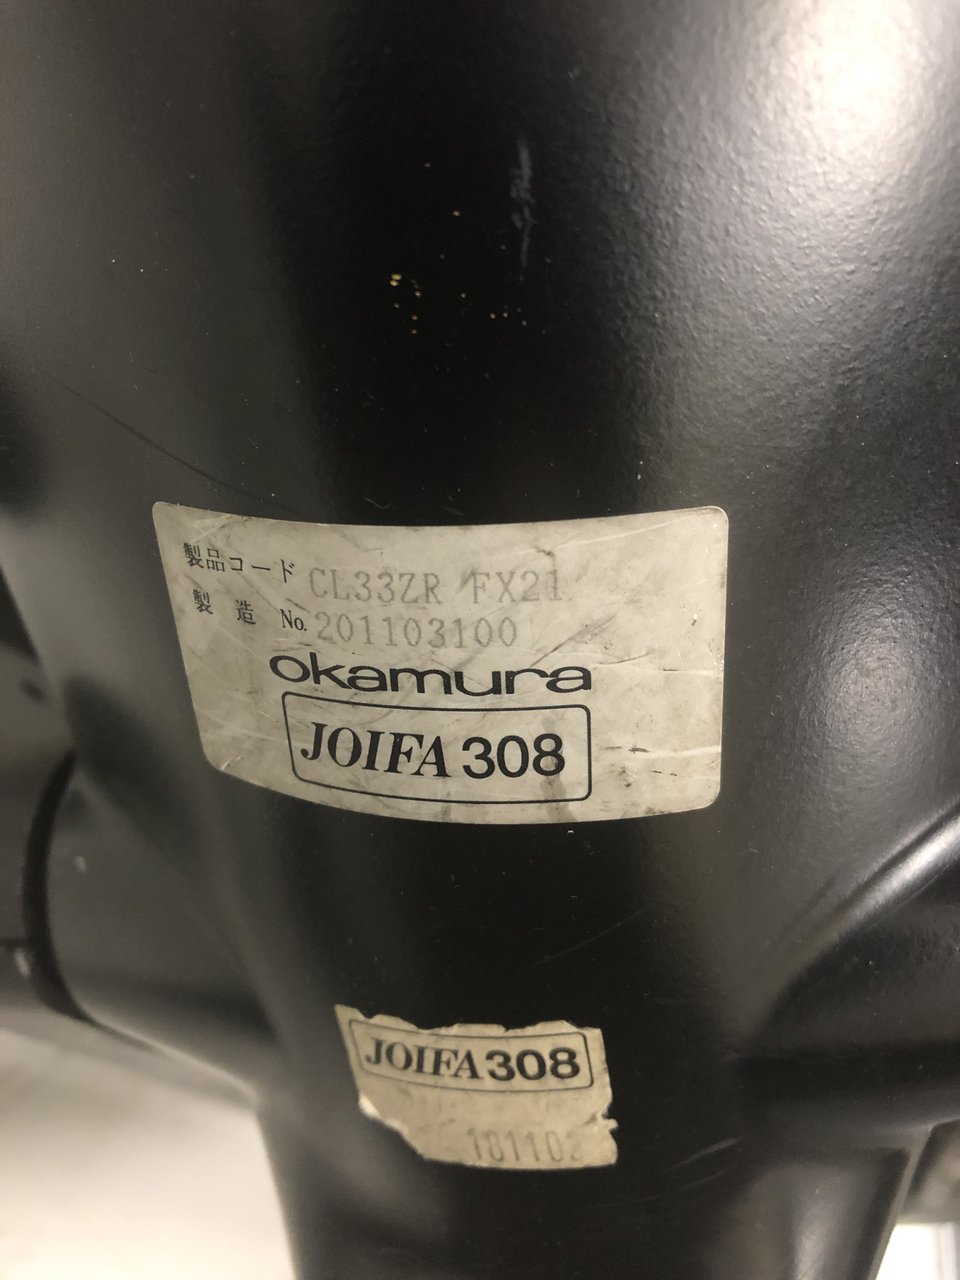 製品コード CL33ZR FX21
製 造 No. 201103100
okamura
JOIFA 308
JOIFA 308
181102